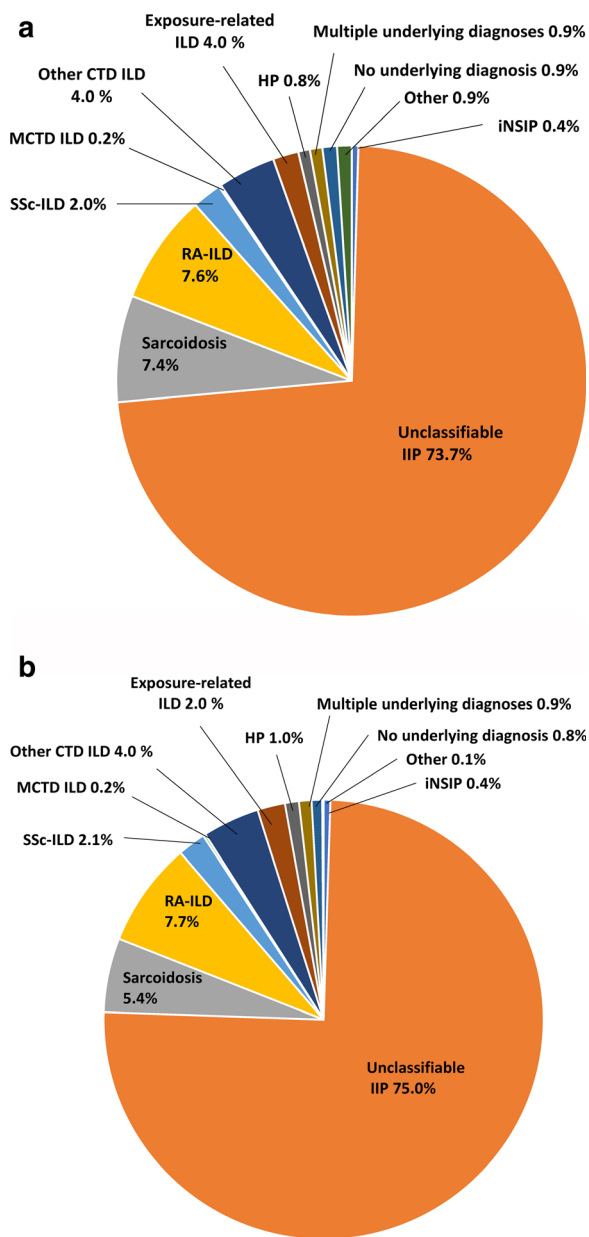 a
Exposure-related
ILD 4.0 %
Multiple underlying diagnoses 0.9%
Other CTD ILD
4.0 %
HP 0.8%
No underlying diagnosis 0.9%
Other 0.9%
MCTD ILD 0.2%
iNSIP 0.4%
SSc-ILD 2.0%
RA-ILD
7.6%
Sarcoidosis
7.4%
Unclassifiable
IIP 73.7%
b
Exposure-related
ILD 2.0 %
Multiple underlying diagnoses 0.9%
HP 1.0%
No underlying diagnosis 0.8%
Other CTD ILD 4.0 %
Other 0.1%
MCTD ILD 0.2%
iNSIP 0.4%
SSc-ILD 2.1%
RA-ILD
7.7%
Sarcoidosis
5.4%
Unclassifiable
IIP 75.0%